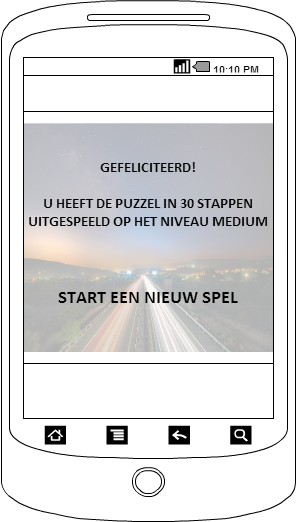 10:10 PM
GEFELICITEERD!
U HEEFT DE PUZZEL IN 30 STAPPEN
UITGESPEELD OP HET NIVEAU MEDIUM
START EEN NIEUW SPEL